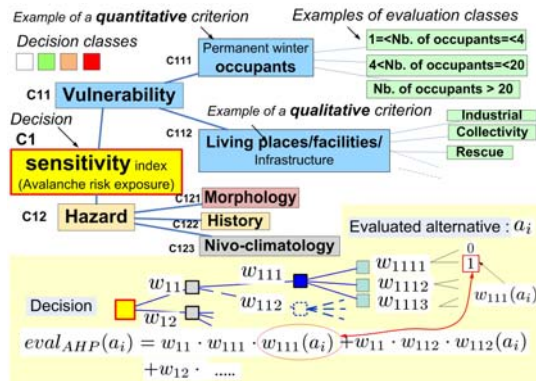 Example of a quantitative criterion
Examples of evaluation classes
Decision classes
C111
Permanent winter
occupants
1=<Nb. of occupants=<4
4<Nb. of occupants=<20
Nb. of occupants > 20
C11
Vulnerability
Decision
Example of a qualitative criterion
C1
C112
Living places/facilities/
Infrastructure
Industrial
Collectivity
Rescue
sensitivity index
(Avalanche risk exposure)
C12
Hazard
C121
Morphology
C122
History
C123
Nivo-climatology
Evaluated alternative : a_i
0
1
w_11
w_111
w_1111
w_1112
w_1113
w_111(a_i)
Decision
w_112
w_12
eval_AHP(a_i) = w_11 · w_111 · w_111(a_i) + w_11 · w_112 · w_112(a_i)
+w_12 · .....